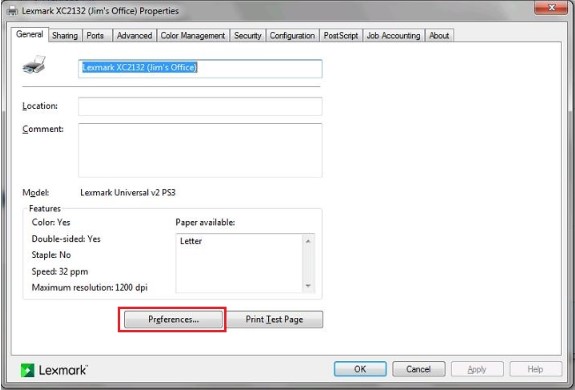 Lexmark XC2132 (Jim's Office) Properties
General Sharing Ports Advanced Color Management Security Configuration PostScript Job Accounting About
Lexmark XC2132 (Jim's Office)
Location:
Comment:
Model: Lexmark Universal v2 PS3
Features
Color: Yes Paper available:
Double-sided: Yes Letter
Staple: No
Speed: 32 ppm
Maximum resolution: 1200 dpi
Preferences... Print Test Page
Lexmark OK Cancel Apply Help